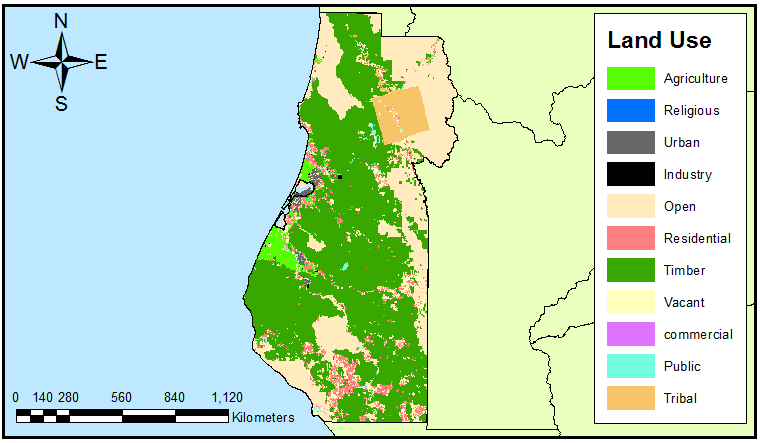 N
W E
S
Land Use
Agriculture
Religious
Urban
Industry
Open
Residential
Timber
Vacant
commercial
Public
Tribal
0 140 280 560 840 1,120
Kilometers